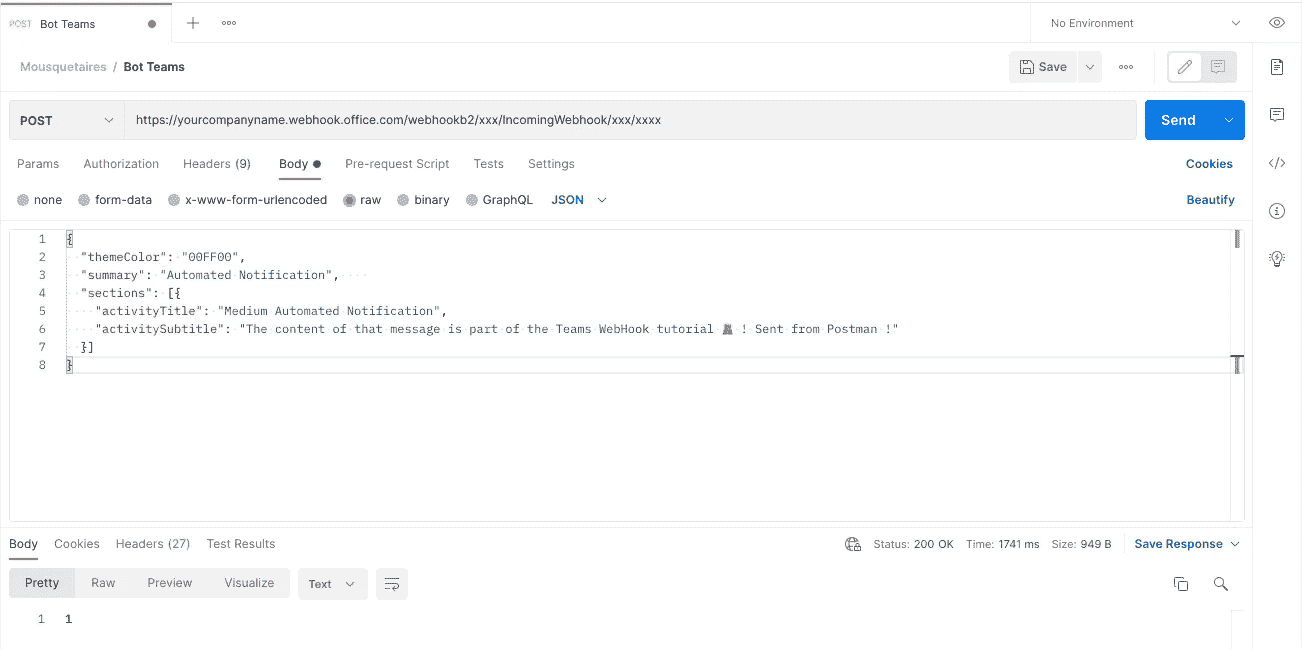 POST Bot Teams
No Environment
Mousquetaires / Bot Teams
Save
POST
https://yourcompanyname.webhook.office.com/webhookb2/xxx/IncomingWebhook/xxx/xxxx
Send
Params Authorization Headers (9) Body Pre-request Script Tests Settings Cookies
none form-data x-www-form-urlencoded raw binary GraphQL JSON Beautify
1 {
2 "themeColor": "00FF00",
3 "summary": "Automated Notification",
4 "sections": [{
5 "activityTitle": "Medium Automated Notification",
6 "activitySubtitle": "The content of that message is part of the Teams WebHook tutorial ! Sent from Postman !"
7 }]
8 }
Body Cookies Headers (27) Test Results Status: 200 OK Time: 1741 ms Size: 949 B Save Response
Pretty Raw Preview Visualize Text
1 1